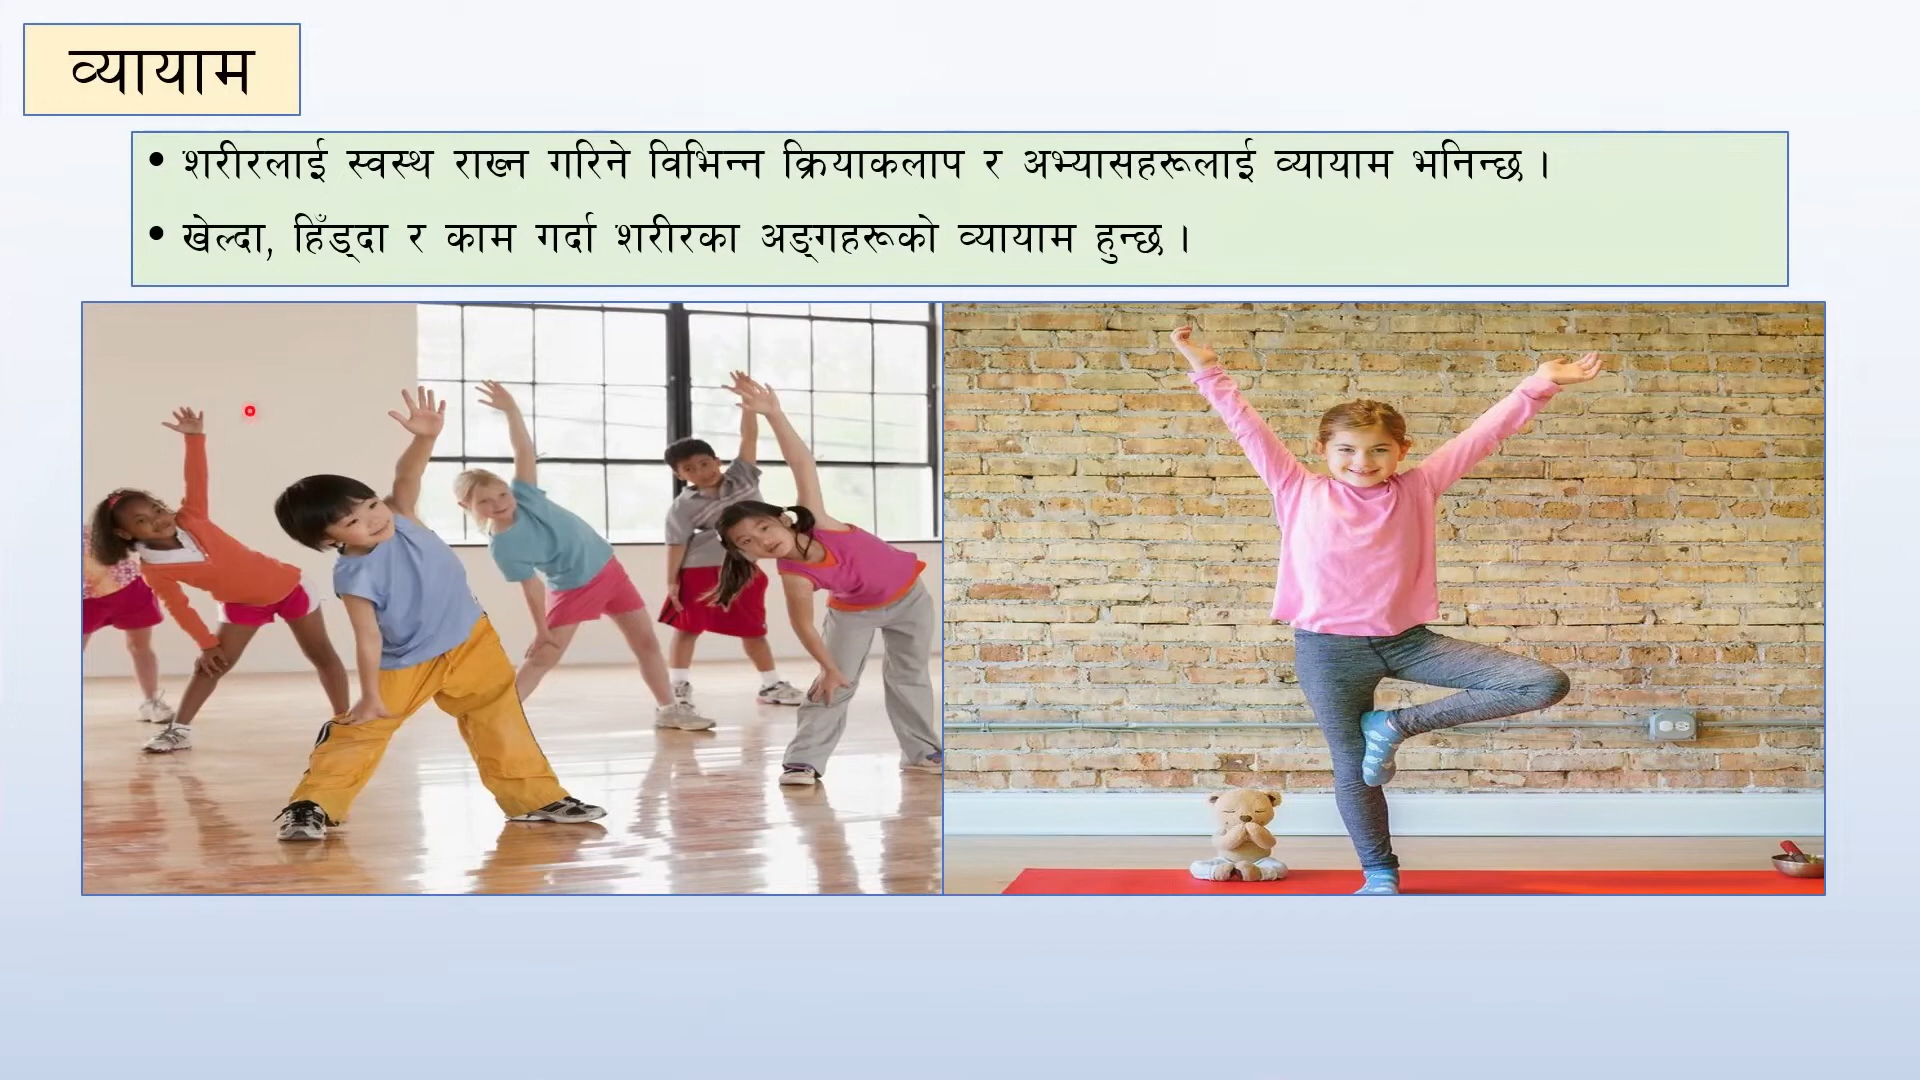 व्यायाम
• शरीरलाई स्वस्थ राख्न गरिने विभिन्न क्रियाकलाप र अभ्यासहरूलाई व्यायाम भनिन्छ ।
• खेल्दा, हिँड्दा र काम गर्दा शरीरका अङ्गहरूको व्यायाम हुन्छ ।